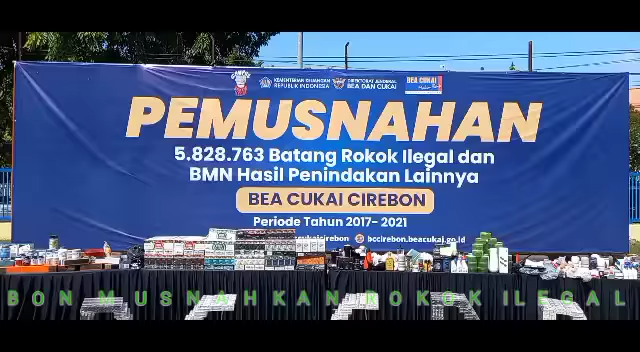 KEMENTERIAN KEUANGAN
REPUBLIK INDONESIA
DIREKTORAT JENDERAL
BEA DAN CUKAI
BEA CUKAI
PEMUSNAHAN
5.828.763 Batang Rokok Ilegal dan
BMN Hasil Penindakan Lainnya
BEA CUKAI CIREBON
Periode Tahun 2017- 2021
cukaicirebon bccirebon.beacukai.go.id
BON MUSNAHKAN ROKOK ILEGAL